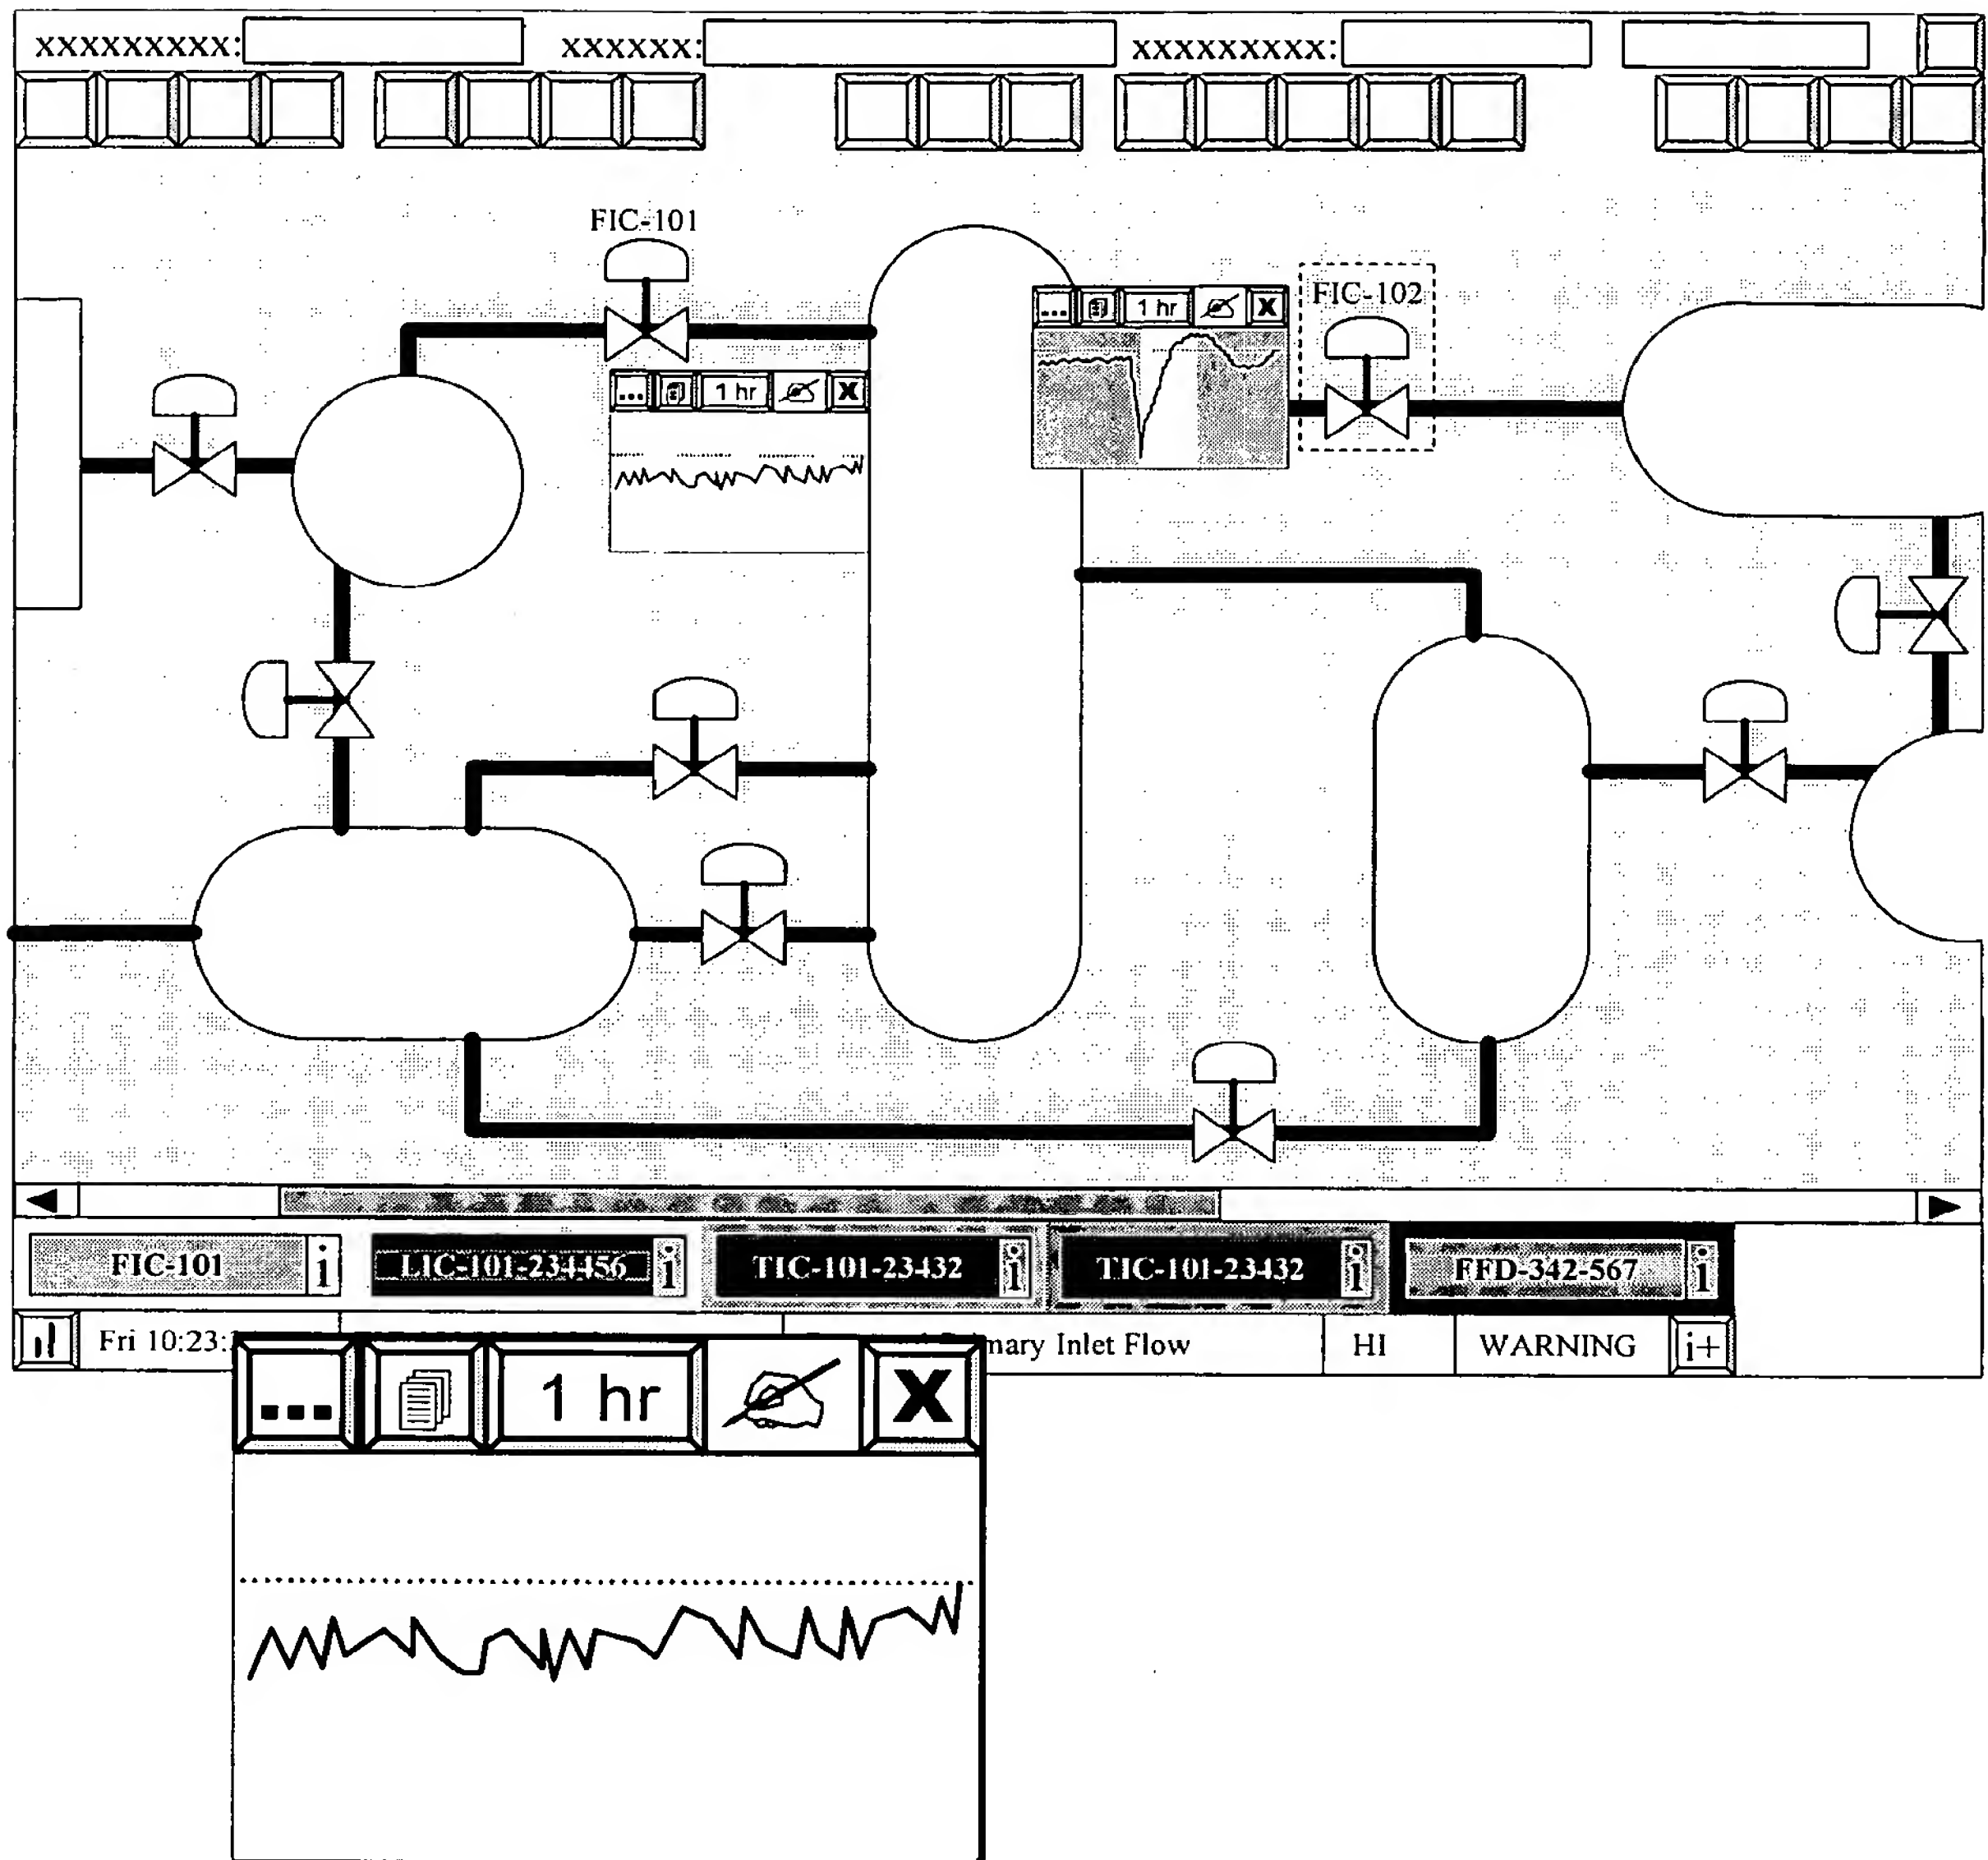 xxxxxxxxx: xxxxxx: xxxxxxxxx:
FIC-101
... 1 hr X FIC-102
... 1 hr X
FIC-101 i LIC-101-234456 i TIC-101-23432 i TIC-101-23432 i FFD-342-567 i
Fri 10:23: mary Inlet Flow HI WARNING i+
... 1 hr X